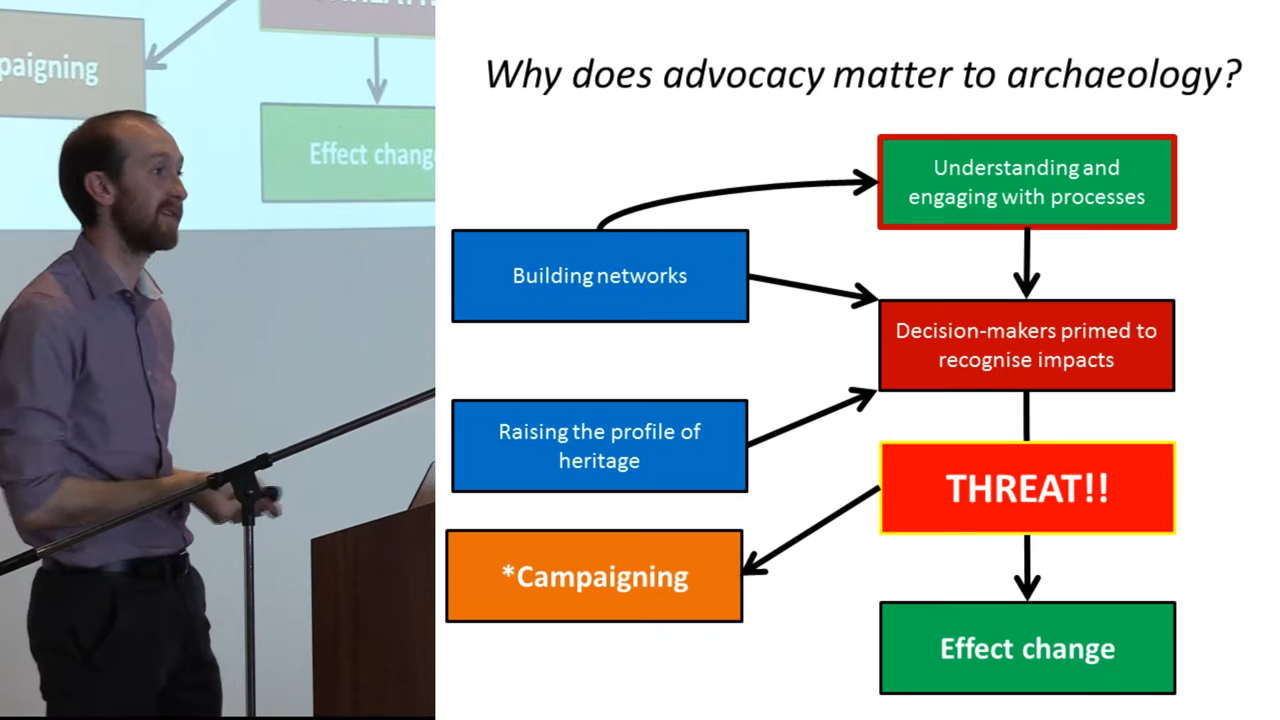 paigning
Effect change
Why does advocacy matter to archaeology?
Understanding and
engaging with processes
Building networks
Decision-makers primed to
recognise impacts
Raising the profile of
heritage
THREAT!!
*Campaigning
Effect change